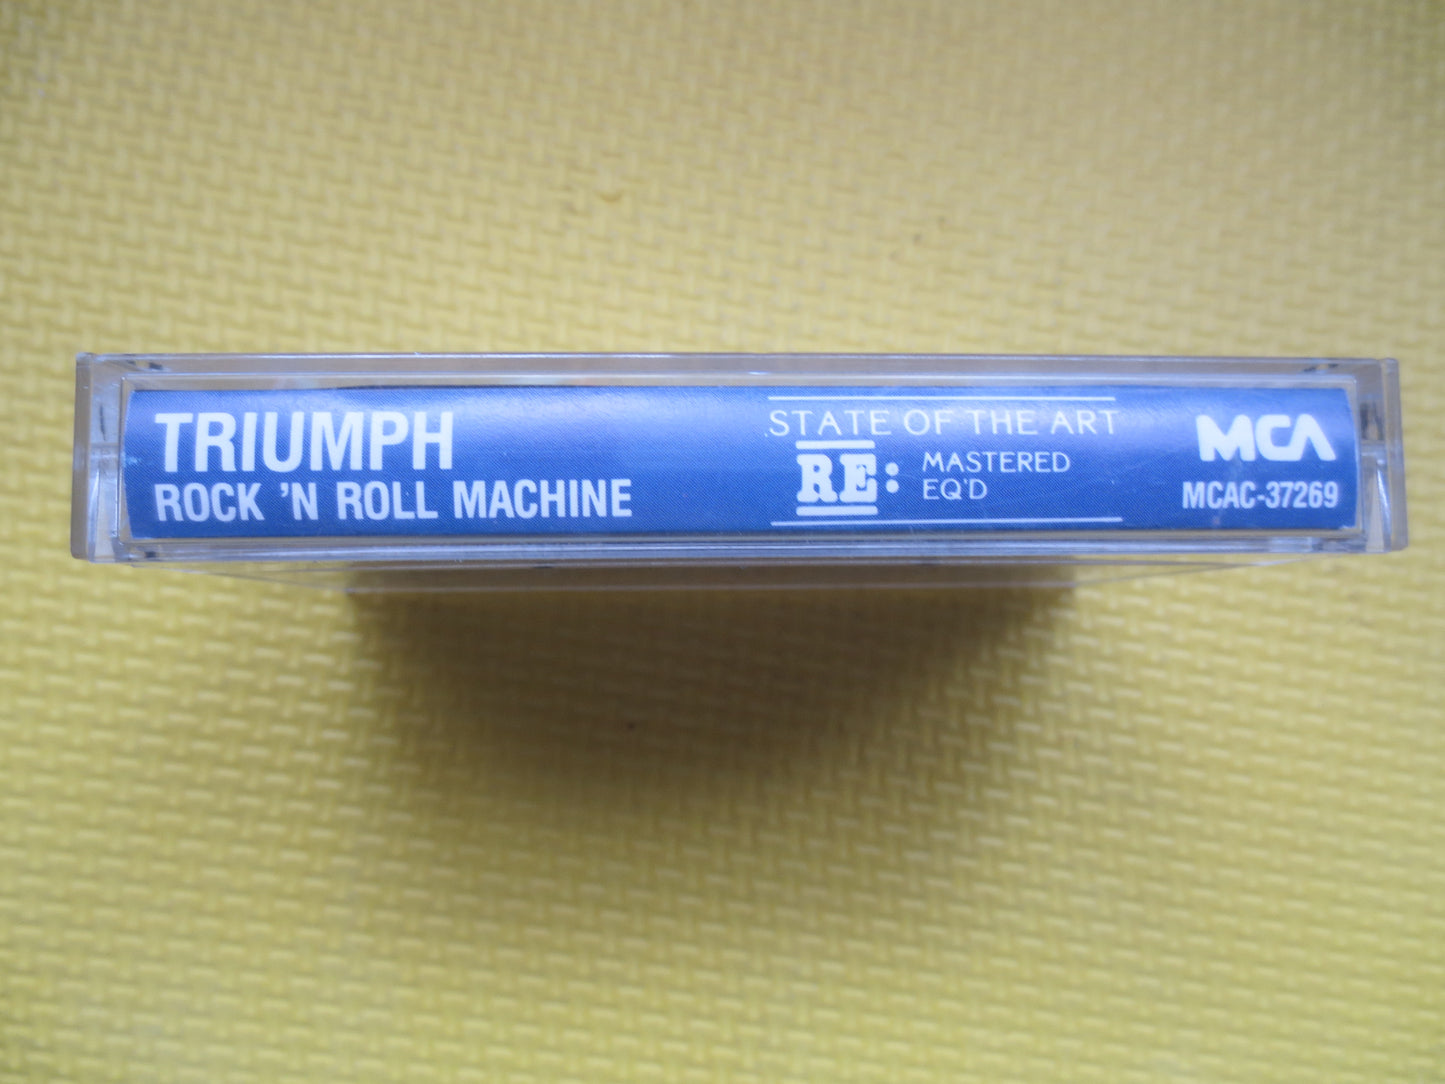 TRIUMPH
ROCK 'N ROLL MACHINE
STATE OF THE ART
RE: MASTERED
EQ'D
MCA
MCAC-37269